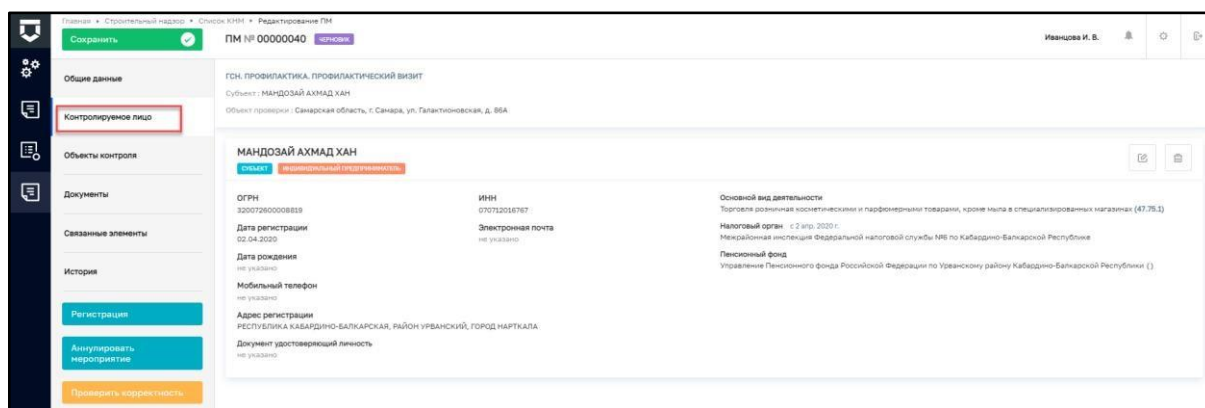 Главная • Строительный надзор • Список КНМ • Редактирование ПМ
Сохранить
ПМ № 00000040 ЧЕРНОВИК
Иванцова И. В.
Общие данные
Контролируемое лицо
Объекты контроля
Документы
Связанные элементы
История
Регистрация
Аннулировать
мероприятие
Проверить корректность
ГСН. ПРОФИЛАКТИКА. ПРОФИЛАКТИЧЕСКИЙ ВИЗИТ
Субъект : МАНДОЗАЙ АХМАД ХАН
Объект проверки : Самарская область, г. Самара, ул. Галактионовская, д. 86А
МАНДОЗАЙ АХМАД ХАН
СУБЪЕКТ ИНДИВИДУАЛЬНЫЙ ПРЕДПРИНИМАТЕЛЬ
ОГРН
320072600008819
Дата регистрации
02.04.2020
Дата рождения
не указано
Мобильный телефон
не указано
Адрес регистрации
РЕСПУБЛИКА КАБАРДИНО-БАЛКАРСКАЯ, РАЙОН УРВАНСКИЙ, ГОРОД НАРТКАЛА
Документ удостоверяющий личность
не указано
ИНН
070712016767
Электронная почта
не указано
Основной вид деятельности
Торговля розничная косметическими и парфюмерными товарами, кроме мыла в специализированных магазинах (47.75.1)
Налоговый орган с 2 апр. 2020 г.
Межрайонная инспекция Федеральной налоговой службы №6 по Кабардино-Балкарской Республике
Пенсионный фонд
Управление Пенсионного фонда Российской Федерации по Урванскому району Кабардино-Балкарской Республики ()